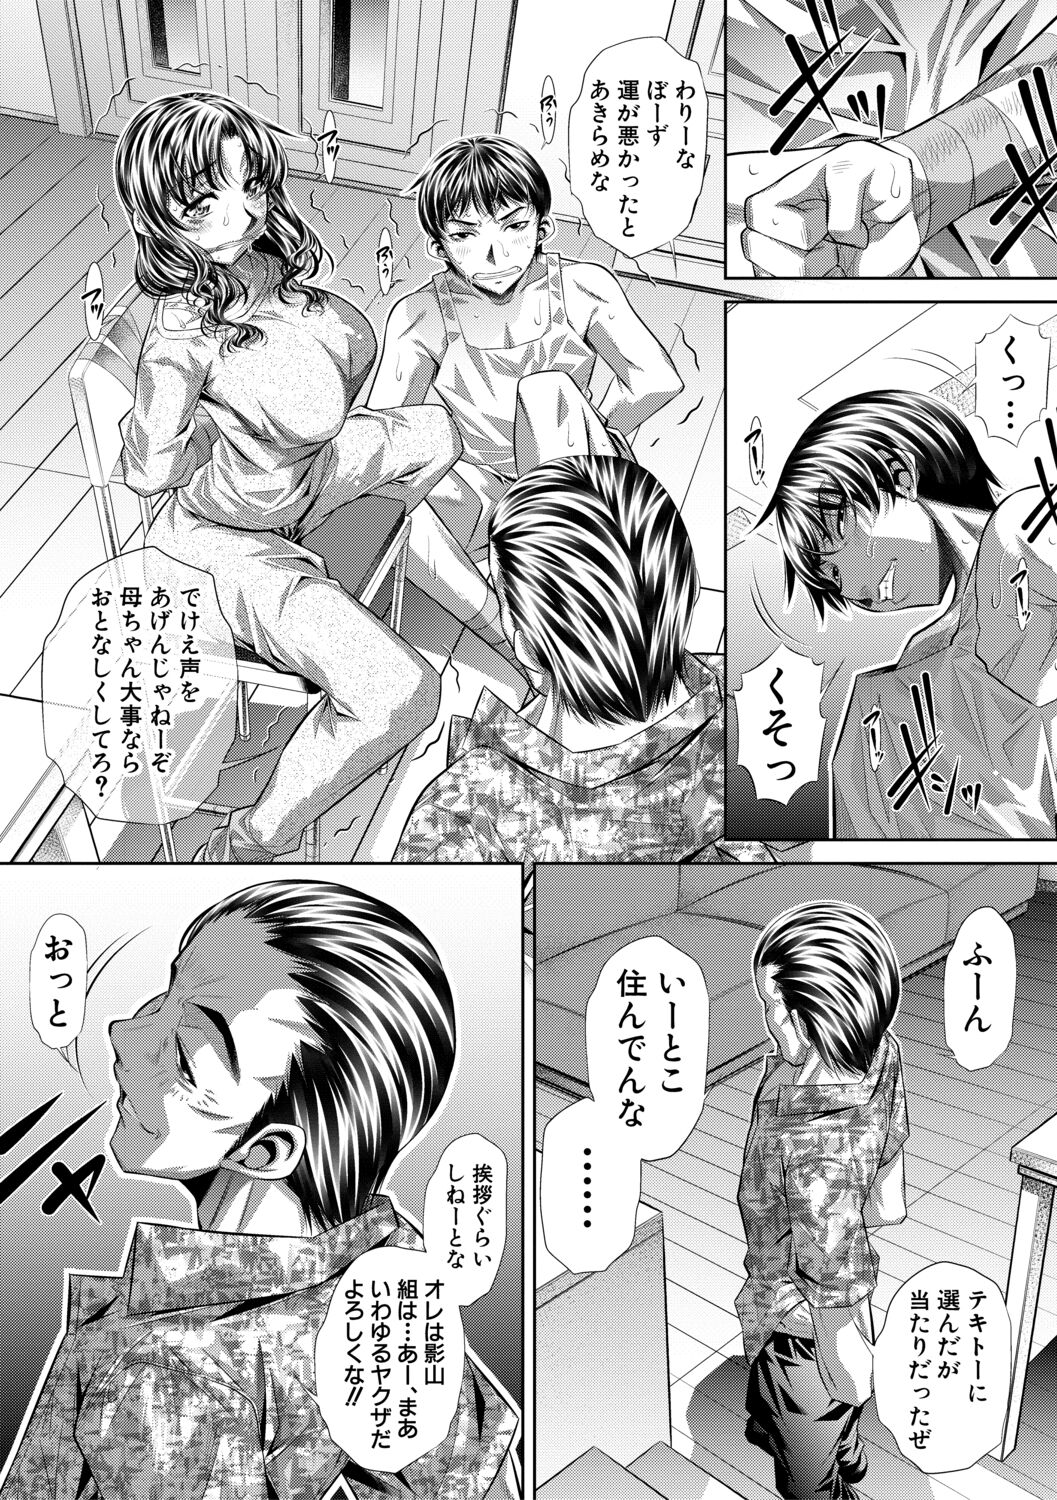 くっ…
くそっ
わりーな
ぼーず
運が悪かったと
あきらめな
でけえ声を
あげんじゃねーぞ
母ちゃん大事なら
おとなしくしてろ？
ふーん
いーとこ
住んでんな
……
テキトーに
選んだが
当たりだったぜ
おっと
挨拶ぐらい
しねーとな
オレは影山
組は…あー、まあ
いわゆるヤクザだ
よろしくな!!